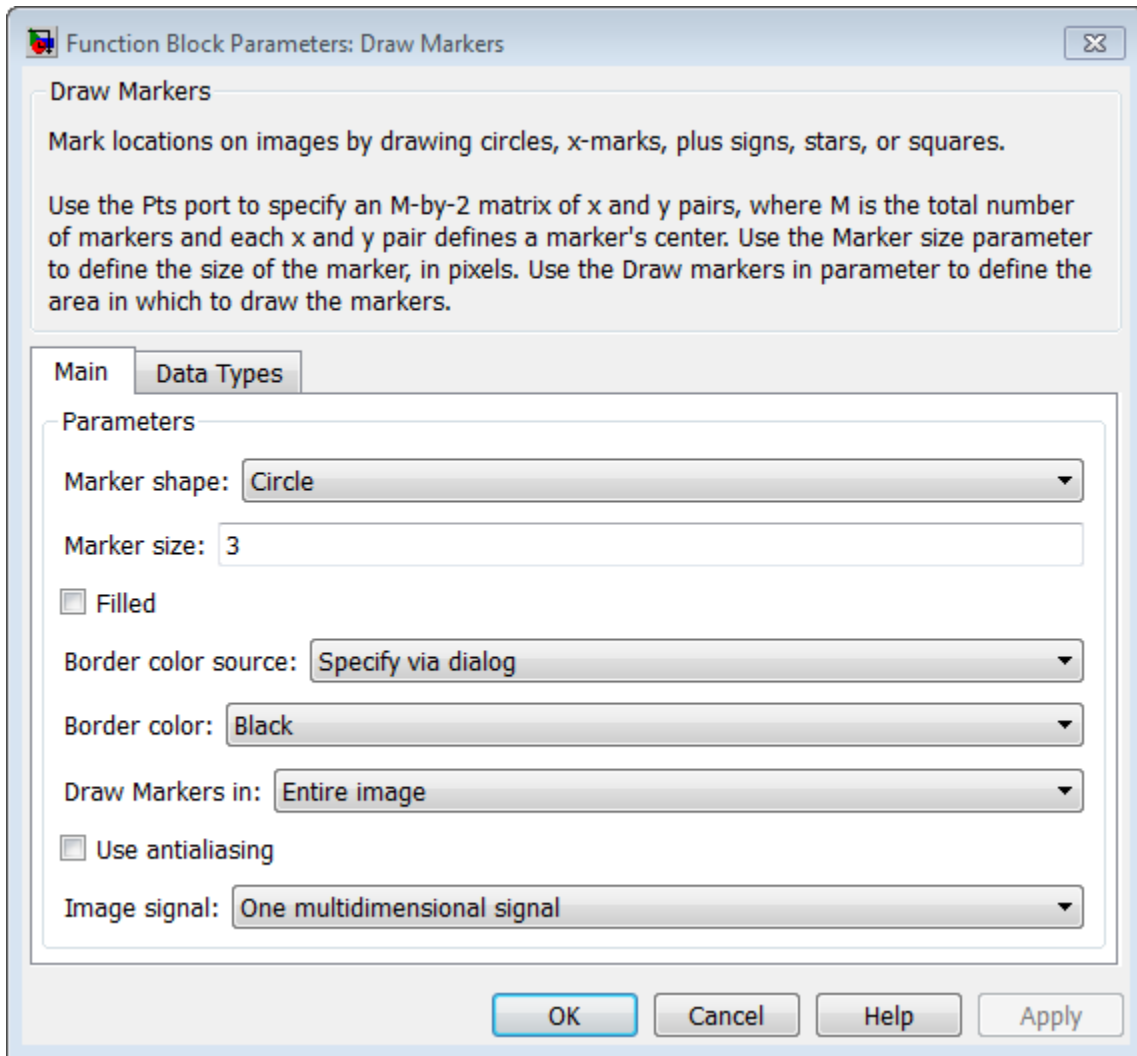 Function Block Parameters: Draw Markers
Draw Markers
Mark locations on images by drawing circles, x-marks, plus signs, stars, or squares.
Use the Pts port to specify an M-by-2 matrix of x and y pairs, where M is the total number
of markers and each x and y pair defines a marker's center. Use the Marker size parameter
to define the size of the marker, in pixels. Use the Draw markers in parameter to define the
area in which to draw the markers.
Main Data Types
Parameters
Marker shape: Circle
Marker size: 3
Filled
Border color source: Specify via dialog
Border color: Black
Draw Markers in: Entire image
Use antialiasing
Image signal: One multidimensional signal
OK Cancel Help Apply